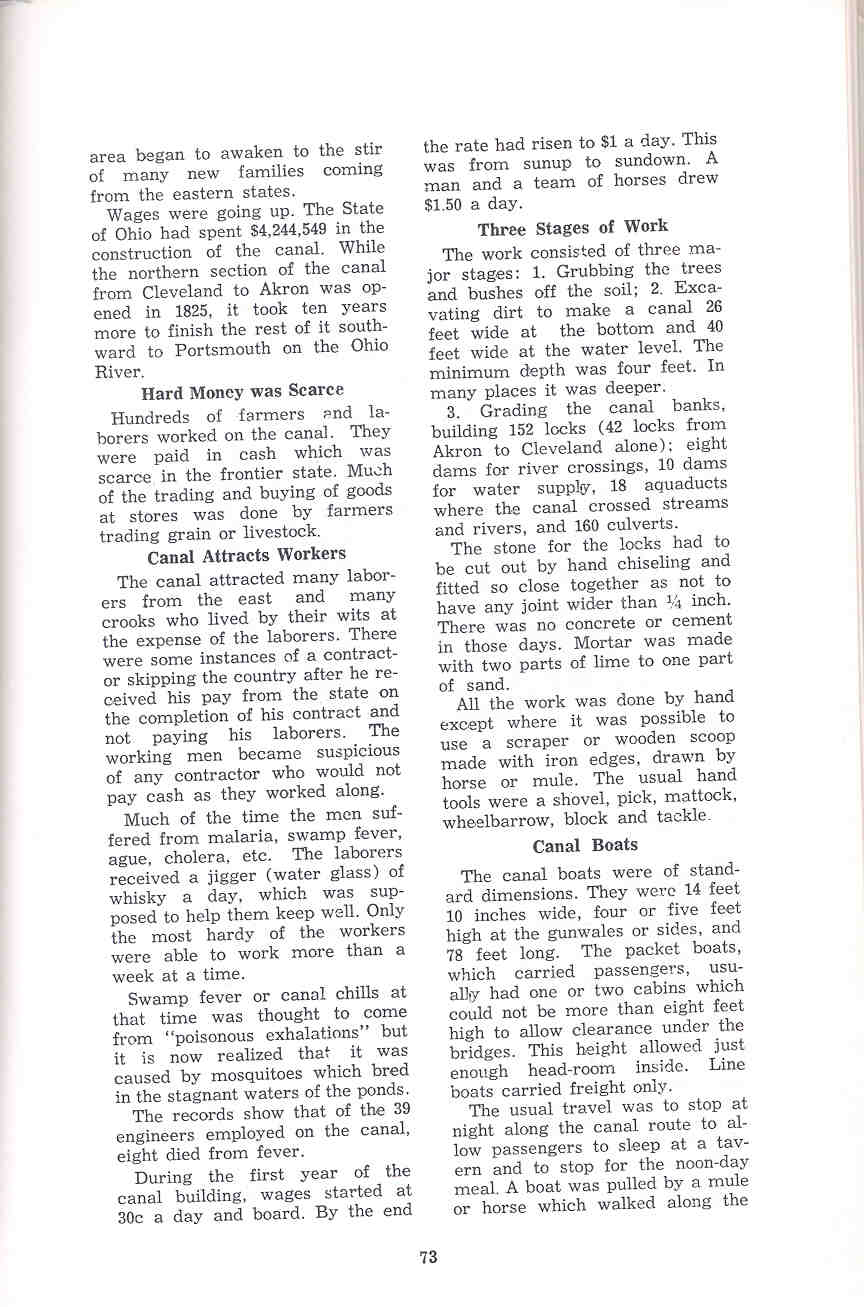 area began to awaken to the stir
of many new families coming
from the eastern states.
Wages were going up. The State
of Ohio had spent $4,244,549 in the
construction of the canal. While
the northern section of the canal
from Cleveland to Akron was op-
ened in 1825, it took ten years
more to finish the rest of it south-
ward to Portsmouth on the Ohio
River.
Hard Money was Scarce
Hundreds of farmers and la-
borers worked on the canal. They
were paid in cash which was
scarce in the frontier state. Much
of the trading and buying of goods
at stores was done by farmers
trading grain or livestock.
Canal Attracts Workers
The canal attracted many labor-
ers from the east and many
crooks who lived by their wits at
the expense of the laborers. There
were some instances of a contract-
or skipping the country after he re-
ceived his pay from the state on
the completion of his contract and
not paying his laborers. The
working men became suspicious
of any contractor who would not
pay cash as they worked along.
Much of the time the men suf-
fered from malaria, swamp fever,
ague, cholera, etc. The laborers
received a jigger (water glass) of
whisky a day, which was sup-
posed to help them keep well. Only
the most hardy of the workers
were able to work more than a
week at a time.
Swamp fever or canal chills at
that time was thought to come
from "poisonous exhalations" but
it is now realized that it was
caused by mosquitoes which bred
in the stagnant waters of the ponds.
The records show that of the 39
engineers employed on the canal,
eight died from fever.
During the first year of the
canal building, wages started at
30c a day and board. By the end
the rate had risen to $1 a day. This
was from sunup to sundown. A
man and a team of horses drew
$1.50 a day.
Three Stages of Work
The work consisted of three ma-
jor stages: 1. Grubbing the trees
and bushes off the soil; 2. Exca-
vating dirt to make a canal 26
feet wide at the bottom and 40
feet wide at the water level. The
minimum depth was four feet. In
many places it was deeper.
3. Grading the canal banks,
building 152 locks (42 locks from
Akron to Cleveland alone); eight
dams for river crossings, 10 dams
for water supply, 18 aquaducts
where the canal crossed streams
and rivers, and 160 culverts.
The stone for the locks had to
be cut out by hand chiseling and
fitted so close together as not to
have any joint wider than ¼ inch.
There was no concrete or cement
in those days. Mortar was made
with two parts of lime to one part
of sand.
All the work was done by hand
except where it was possible to
use a scraper or wooden scoop
made with iron edges, drawn by
horse or mule. The usual hand
tools were a shovel, pick, mattock,
wheelbarrow, block and tackle.
Canal Boats
The canal boats were of stand-
ard dimensions. They were 14 feet
10 inches wide, four or five feet
high at the gunwales or sides, and
78 feet long. The packet boats,
which carried passengers, usu-
ally had one or two cabins which
could not be more than eight feet
high to allow clearance under the
bridges. This height allowed just
enough head-room inside. Line
boats carried freight only.
The usual travel was to stop at
night along the canal route to al-
low passengers to sleep at a tav-
ern and to stop for the noon-day
meal. A boat was pulled by a mule
or horse which walked along the
73